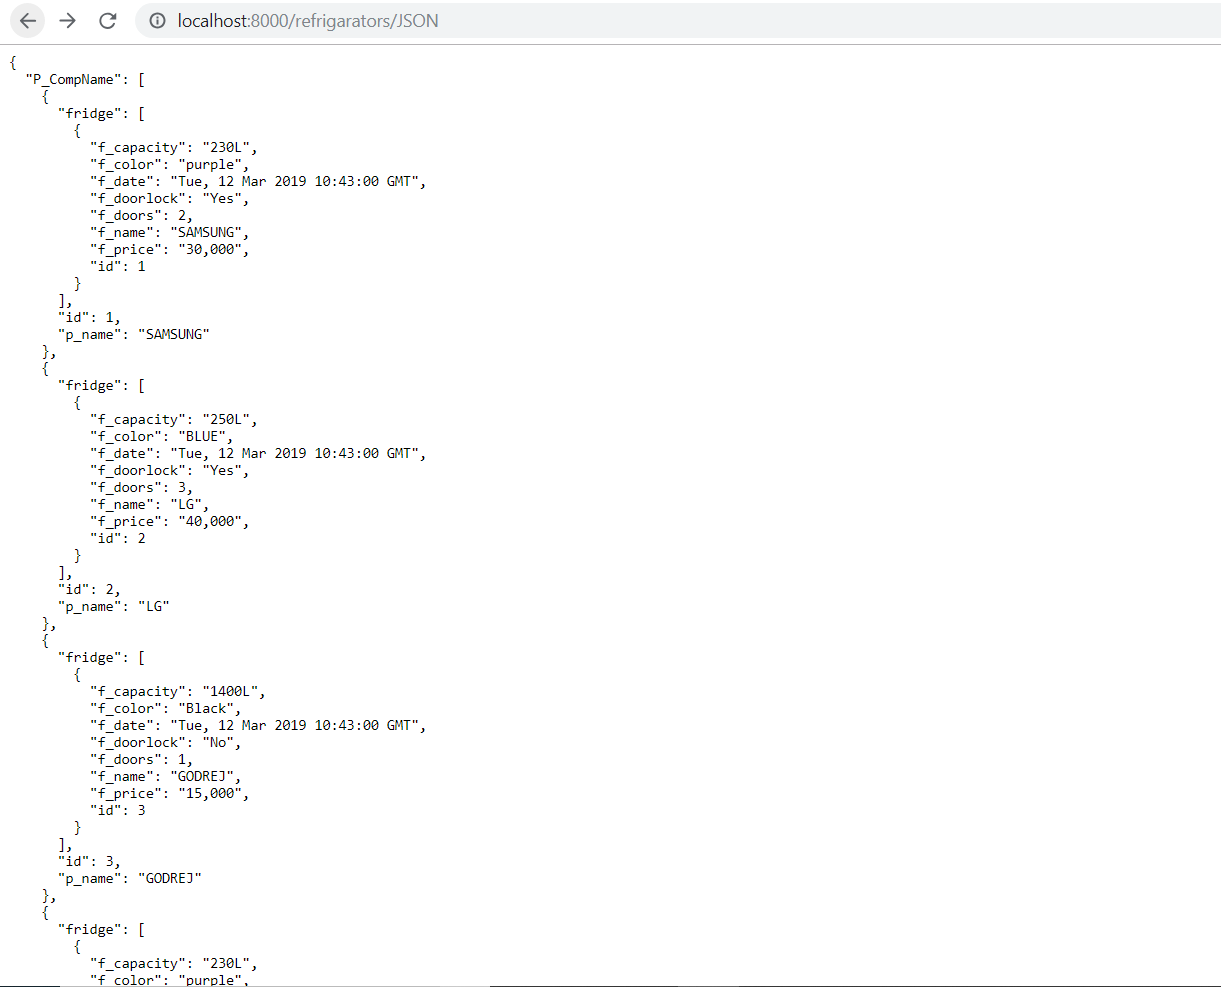 localhost:8000/refrigarators/JSON
{
  "P_CompName": [
    {
      "fridge": [
        {
          "f_capacity": "230L",
          "f_color": "purple",
          "f_date": "Tue, 12 Mar 2019 10:43:00 GMT",
          "f_doorlock": "Yes",
          "f_doors": 2,
          "f_name": "SAMSUNG",
          "f_price": "30,000",
          "id": 1
        }
      ],
      "id": 1,
      "p_name": "SAMSUNG"
    },
    {
      "fridge": [
        {
          "f_capacity": "250L",
          "f_color": "BLUE",
          "f_date": "Tue, 12 Mar 2019 10:43:00 GMT",
          "f_doorlock": "Yes",
          "f_doors": 3,
          "f_name": "LG",
          "f_price": "40,000",
          "id": 2
        }
      ],
      "id": 2,
      "p_name": "LG"
    },
    {
      "fridge": [
        {
          "f_capacity": "1400L",
          "f_color": "Black",
          "f_date": "Tue, 12 Mar 2019 10:43:00 GMT",
          "f_doorlock": "No",
          "f_doors": 1,
          "f_name": "GODREJ",
          "f_price": "15,000",
          "id": 3
        }
      ],
      "id": 3,
      "p_name": "GODREJ"
    },
    {
      "fridge": [
        {
          "f_capacity": "230L",
          "f_color": "purple",